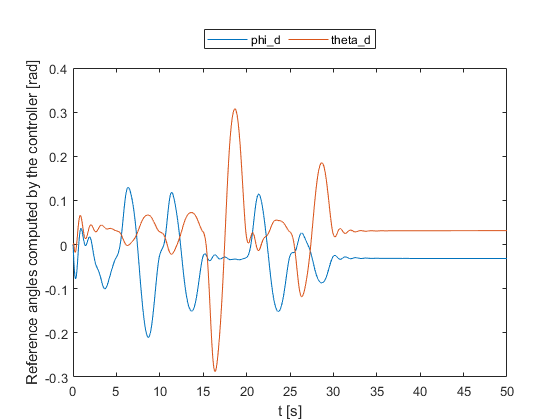 phi_d theta_d
Reference angles computed by the controller [rad]
0.4
0.3
0.2
0.1
0
-0.1
-0.2
-0.3
0 5 10 15 20 25 30 35 40 45 50
t [s]